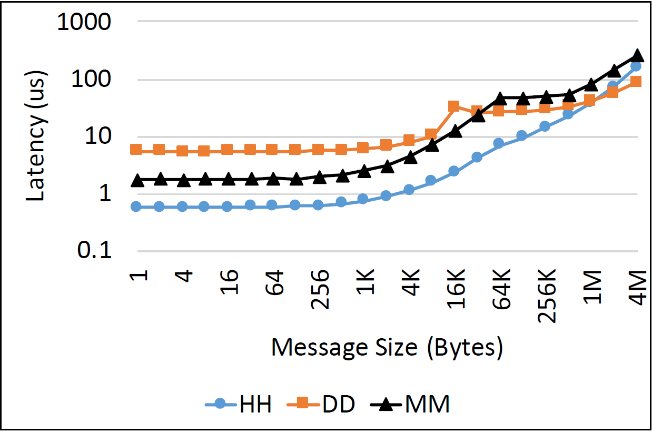 1000
100
10
1
0.1
Latency (us)
1 4 16 64 256 1K 4K 16K 64K 256K 1M 4M
Message Size (Bytes)
HH DD MM